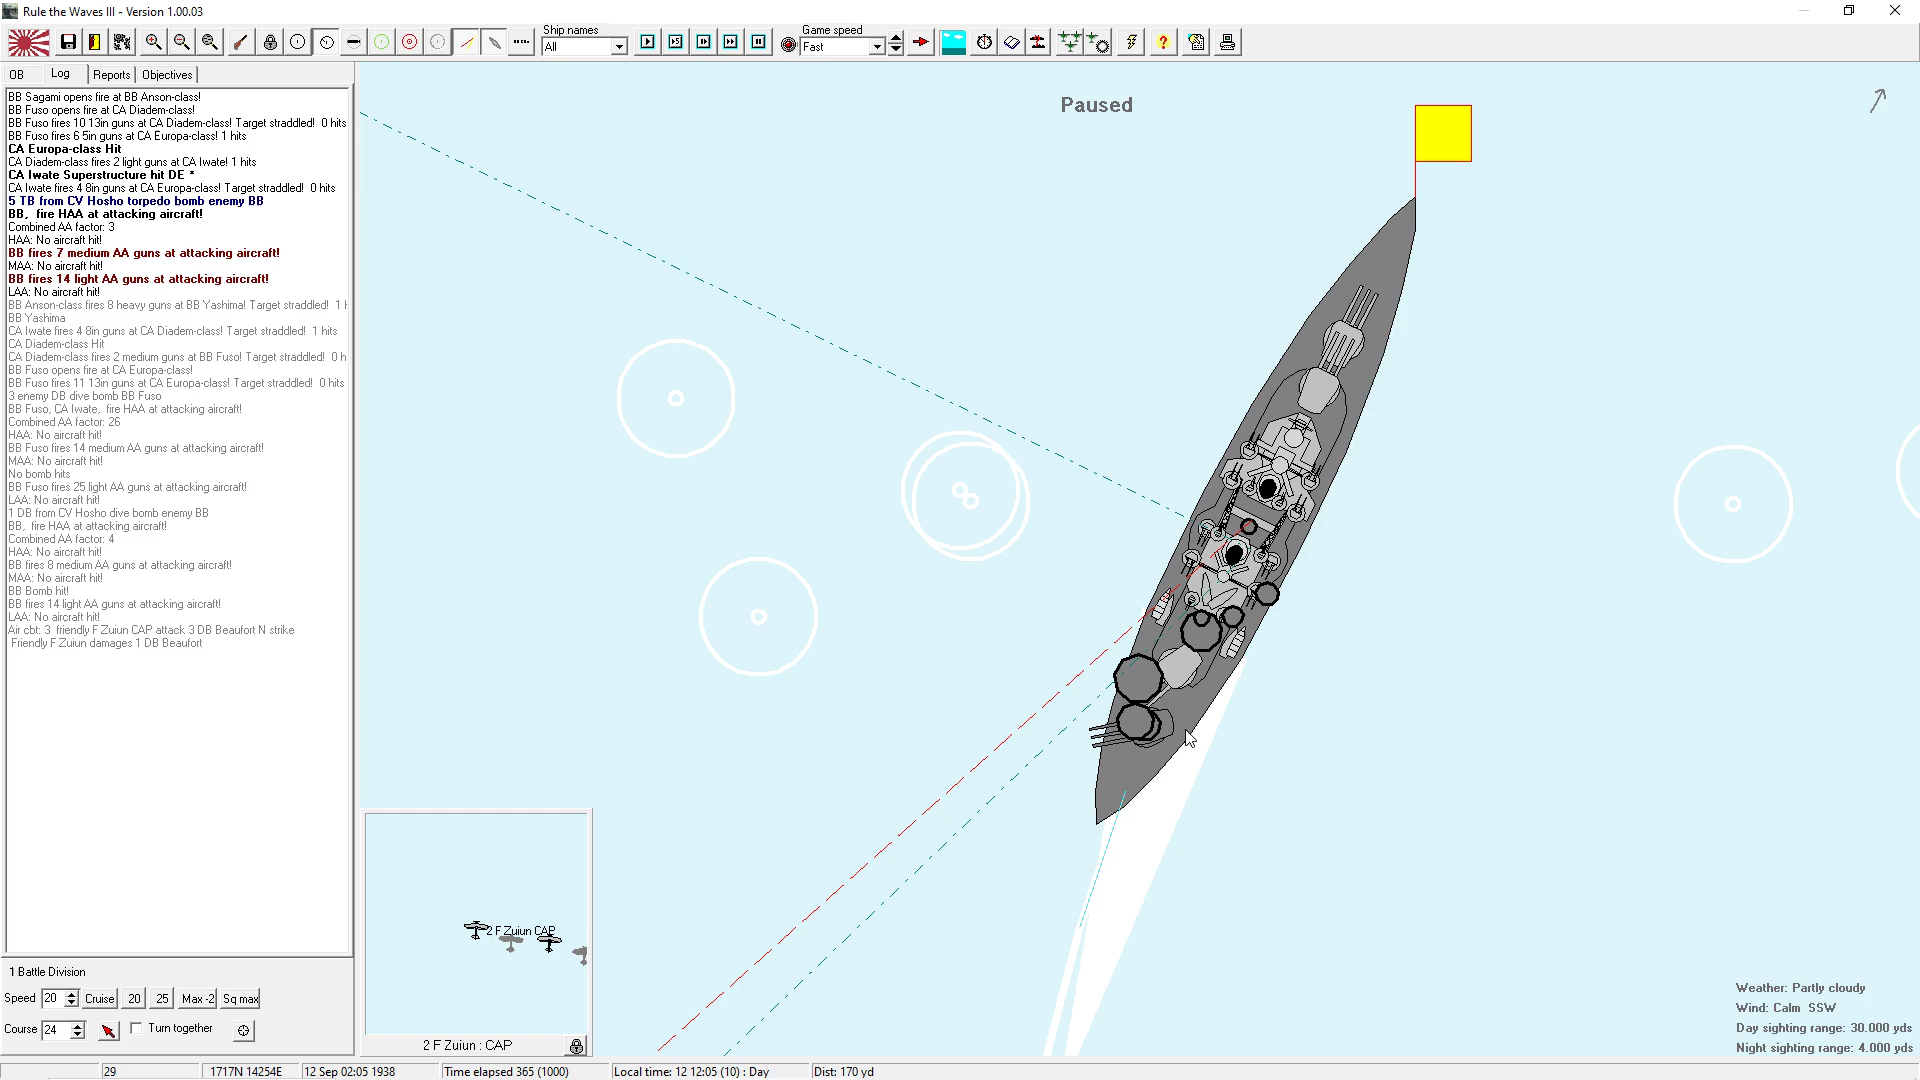 Rule the Waves III - Version 1.00.03
Ship names
All
Game speed
Fast
OB
Log
Reports
Objectives
BB Sagami opens fire at BB Anson-class!
BB Fuso opens fire at CA Diadem-class!
BB Fuso fires 10 13in guns at CA Diadem-class! Target straddled!  0 hits
BB Fuso fires 6 5in guns at CA Europa-class! 1 hits
CA Europa-class Hit
CA Diadem-class fires 2 light guns at CA Iwate! 1 hits
CA Iwate Superstructure hit DE *
CA Iwate fires 4 8in guns at CA Europa-class! Target straddled!  0 hits
5 TB from CV Hosho torpedo bomb enemy BB
BB,  fire HAA at attacking aircraft!
Combined AA factor: 3
HAA: No aircraft hit!
BB fires 7 medium AA guns at attacking aircraft!
MAA: No aircraft hit!
BB fires 14 light AA guns at attacking aircraft!
LAA: No aircraft hit!
BB Anson-class fires 8 heavy guns at BB Yashima! Target straddled!  1 h
BB Yashima
CA Iwate fires 4 8in guns at CA Diadem-class! Target straddled!  1 hits
CA Diadem-class Hit
CA Diadem-class fires 2 medium guns at BB Fuso! Target straddled!  0 h
BB Fuso opens fire at CA Europa-class!
BB Fuso fires 11 13in guns at CA Europa-class! Target straddled!  0 hits
3 enemy DB dive bomb BB Fuso
BB Fuso, CA Iwate,  fire HAA at attacking aircraft!
Combined AA factor: 26
HAA: No aircraft hit!
BB Fuso fires 14 medium AA guns at attacking aircraft!
MAA: No aircraft hit!
No bomb hits
BB Fuso fires 25 light AA guns at attacking aircraft!
LAA: No aircraft hit!
1 DB from CV Hosho dive bomb enemy BB
BB,  fire HAA at attacking aircraft!
Combined AA factor: 4
HAA: No aircraft hit!
BB fires 8 medium AA guns at attacking aircraft!
MAA: No aircraft hit!
BB Bomb hit!
BB fires 14 light AA guns at attacking aircraft!
LAA: No aircraft hit!
Air cbt: 3  friendly F Zuiun CAP attack 3 DB Beaufort N strike
Friendly F Zuiun damages 1 DB Beaufort
Paused
2 F Zuiun CAP
2 F Zuiun : CAP
1 Battle Division
Speed 20 Cruise 20 25 Max -2 Sq max
Course 24 Turn together
Weather: Partly cloudy
Wind: Calm  SSW
Day sighting range: 30.000 yds
Night sighting range: 4.000 yds
29
1717N 14254E
12 Sep 02:05 1938
Time elapsed 365 (1000)
Local time: 12 12:05 (10) : Day
Dist: 170 yd